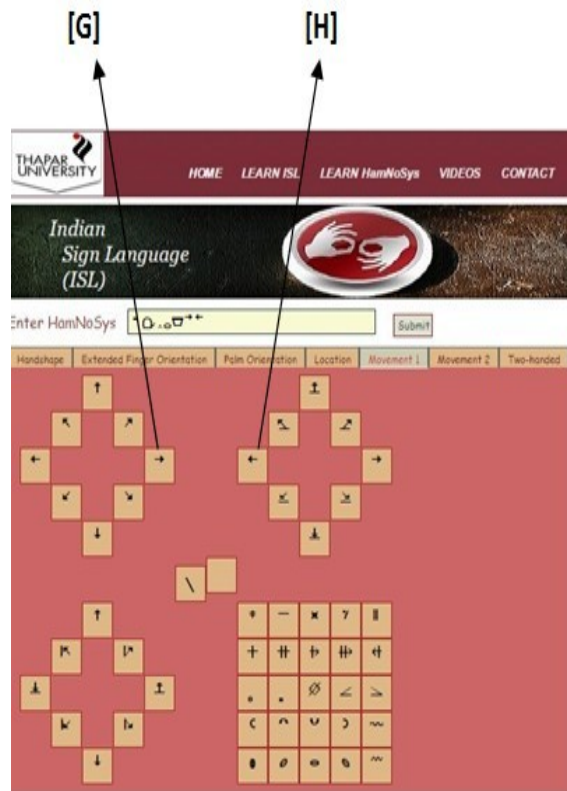 [G] [H]
THAPAR
UNIVERSITY
HOME LEARN ISL LEARN HamNoSys VIDEOS CONTACT
Indian
Sign Language
(ISL)
Enter HamNoSys Submit
Handshape Extended Finger Orientation Palm Orientation Location Movement 1 Movement 2 Two-handed